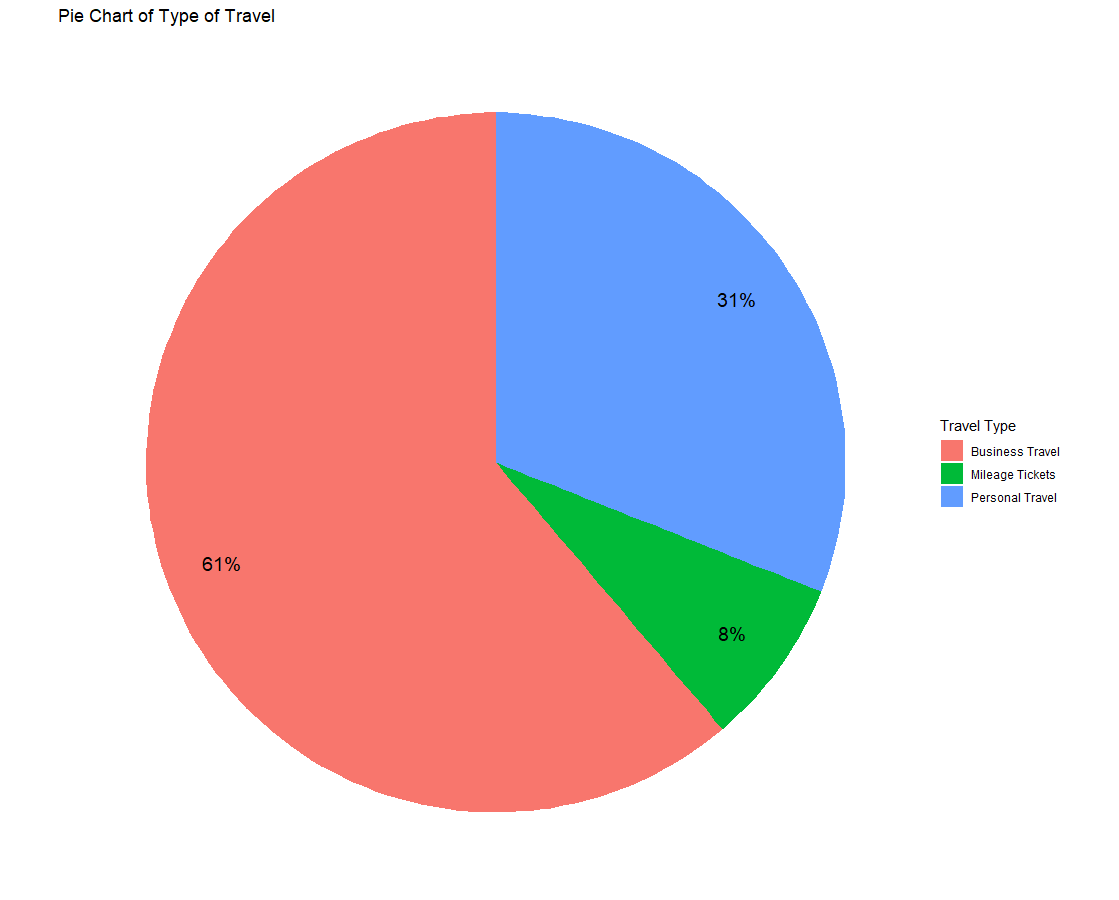 Pie Chart of Type of Travel
31%
61%
8%
Travel Type
Business Travel
Mileage Tickets
Personal Travel